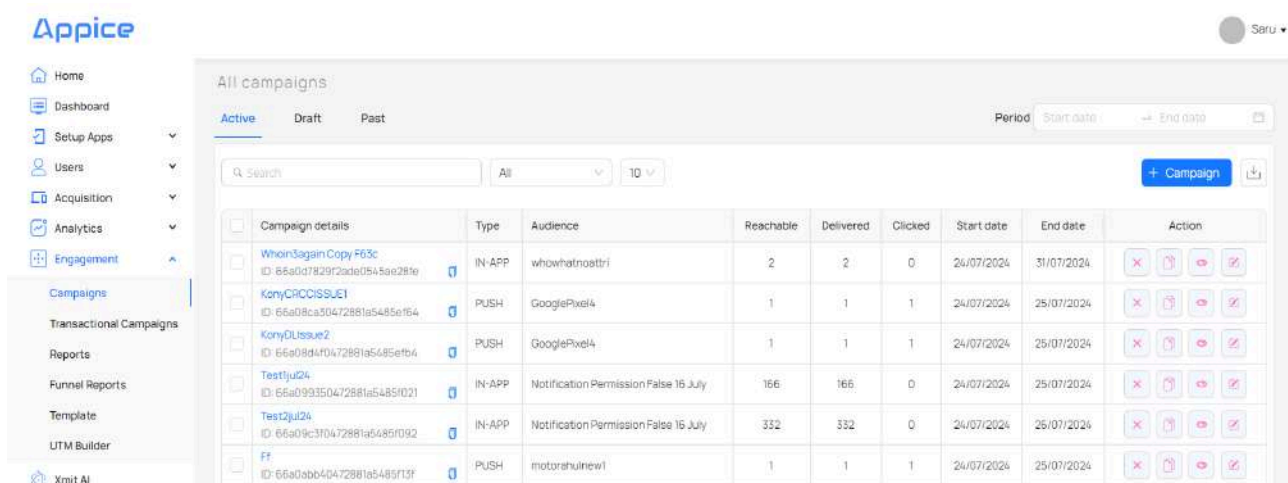 Appice
Saru
Home
Dashboard
Setup Apps
Users
Acquisition
Analytics
Engagement
Campaigns
Transactional Campaigns
Reports
Funnel Reports
Template
UTM Builder
Xmit AI
All campaigns
Active Draft Past
Period Start date End date
Search All 10 + Campaign
Campaign details Type Audience Reachable Delivered Clicked Start date End date Action
Whoin3again Copy F63c IN-APP whowhatnoattri 2 2 0 24/07/2024 31/07/2024
ID: 66a0d7829f2ade0545ae281e
KonyCRCCISSUE1 PUSH GooglePixel4 1 1 1 24/07/2024 25/07/2024
ID: 66a08ca30472881a5485ef64
KonyDLIssue2 PUSH GooglePixel4 1 1 1 24/07/2024 25/07/2024
ID: 66a08d4f0472881a5485efb4
Test1jul24 IN-APP Notification Permission False 16 July 166 166 0 24/07/2024 25/07/2024
ID: 66a099350472881a5485f021
Test2jul24 IN-APP Notification Permission False 16 July 332 332 0 24/07/2024 25/07/2024
ID: 66a09c3f0472881a5485f092
Ff PUSH motorahulnew1 1 1 1 24/07/2024 25/07/2024
ID: 66a0abb40472881a5485f13f